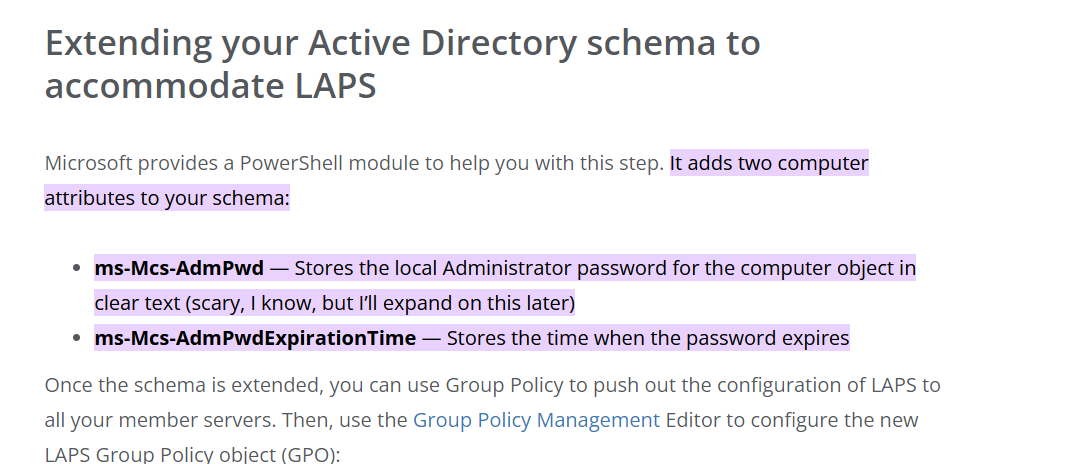 Extending your Active Directory schema to
accommodate LAPS
Microsoft provides a PowerShell module to help you with this step. It adds two computer
attributes to your schema:
• ms-Mcs-AdmPwd — Stores the local Administrator password for the computer object in
clear text (scary, I know, but I’ll expand on this later)
• ms-Mcs-AdmPwdExpirationTime — Stores the time when the password expires
Once the schema is extended, you can use Group Policy to push out the configuration of LAPS to
all your member servers. Then, use the Group Policy Management Editor to configure the new
LAPS Group Policy object (GPO):